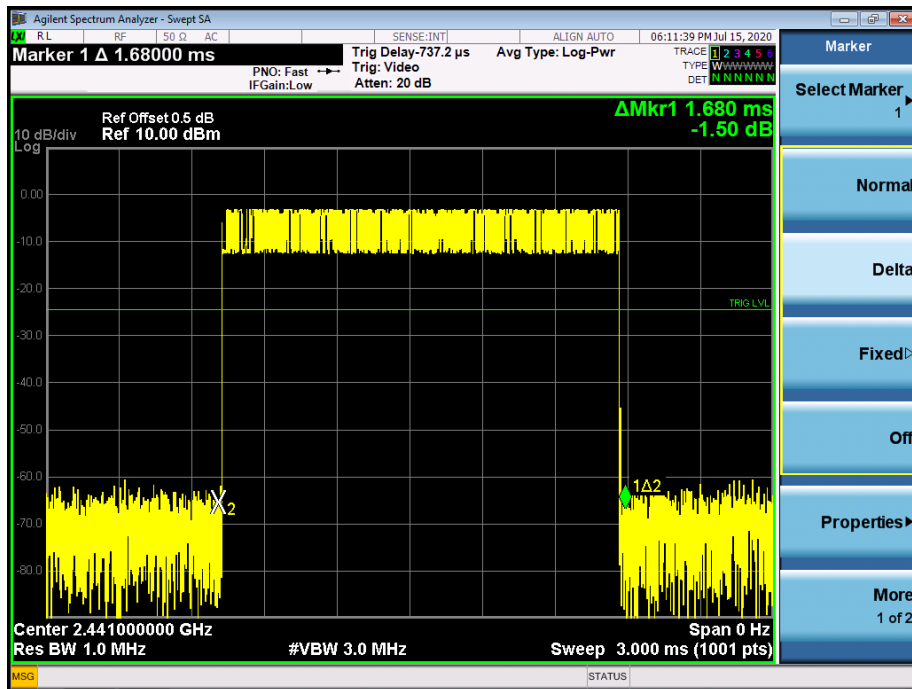 Agilent Spectrum Analyzer - Swept SA
LXI RL RF 50 Ω AC SENSE:INT ALIGN AUTO 06:11:39 PM Jul 15, 2020
Marker 1 Δ 1.68000 ms
Trig Delay-737.2 µs Avg Type: Log-Pwr TRACE 1 2 3 4 5 6
PNO: Fast Trig: Video TYPE WWWWWW
IFGain:Low Atten: 20 dB DET N N N N N N
ΔMkr1 1.680 ms
-1.50 dB
Ref Offset 0.5 dB
10 dB/div Ref 10.00 dBm
Log
0.00
-10.0
-20.0
TRIG LVL
-30.0
-40.0
-50.0
-60.0
1Δ2
2
-70.0
-80.0
Center 2.441000000 GHz Span 0 Hz
Res BW 1.0 MHz #VBW 3.0 MHz Sweep 3.000 ms (1001 pts)
MSG STATUS
Marker
Select Marker
1
Normal
Delta
Fixed
Off
Properties
More
1 of 2